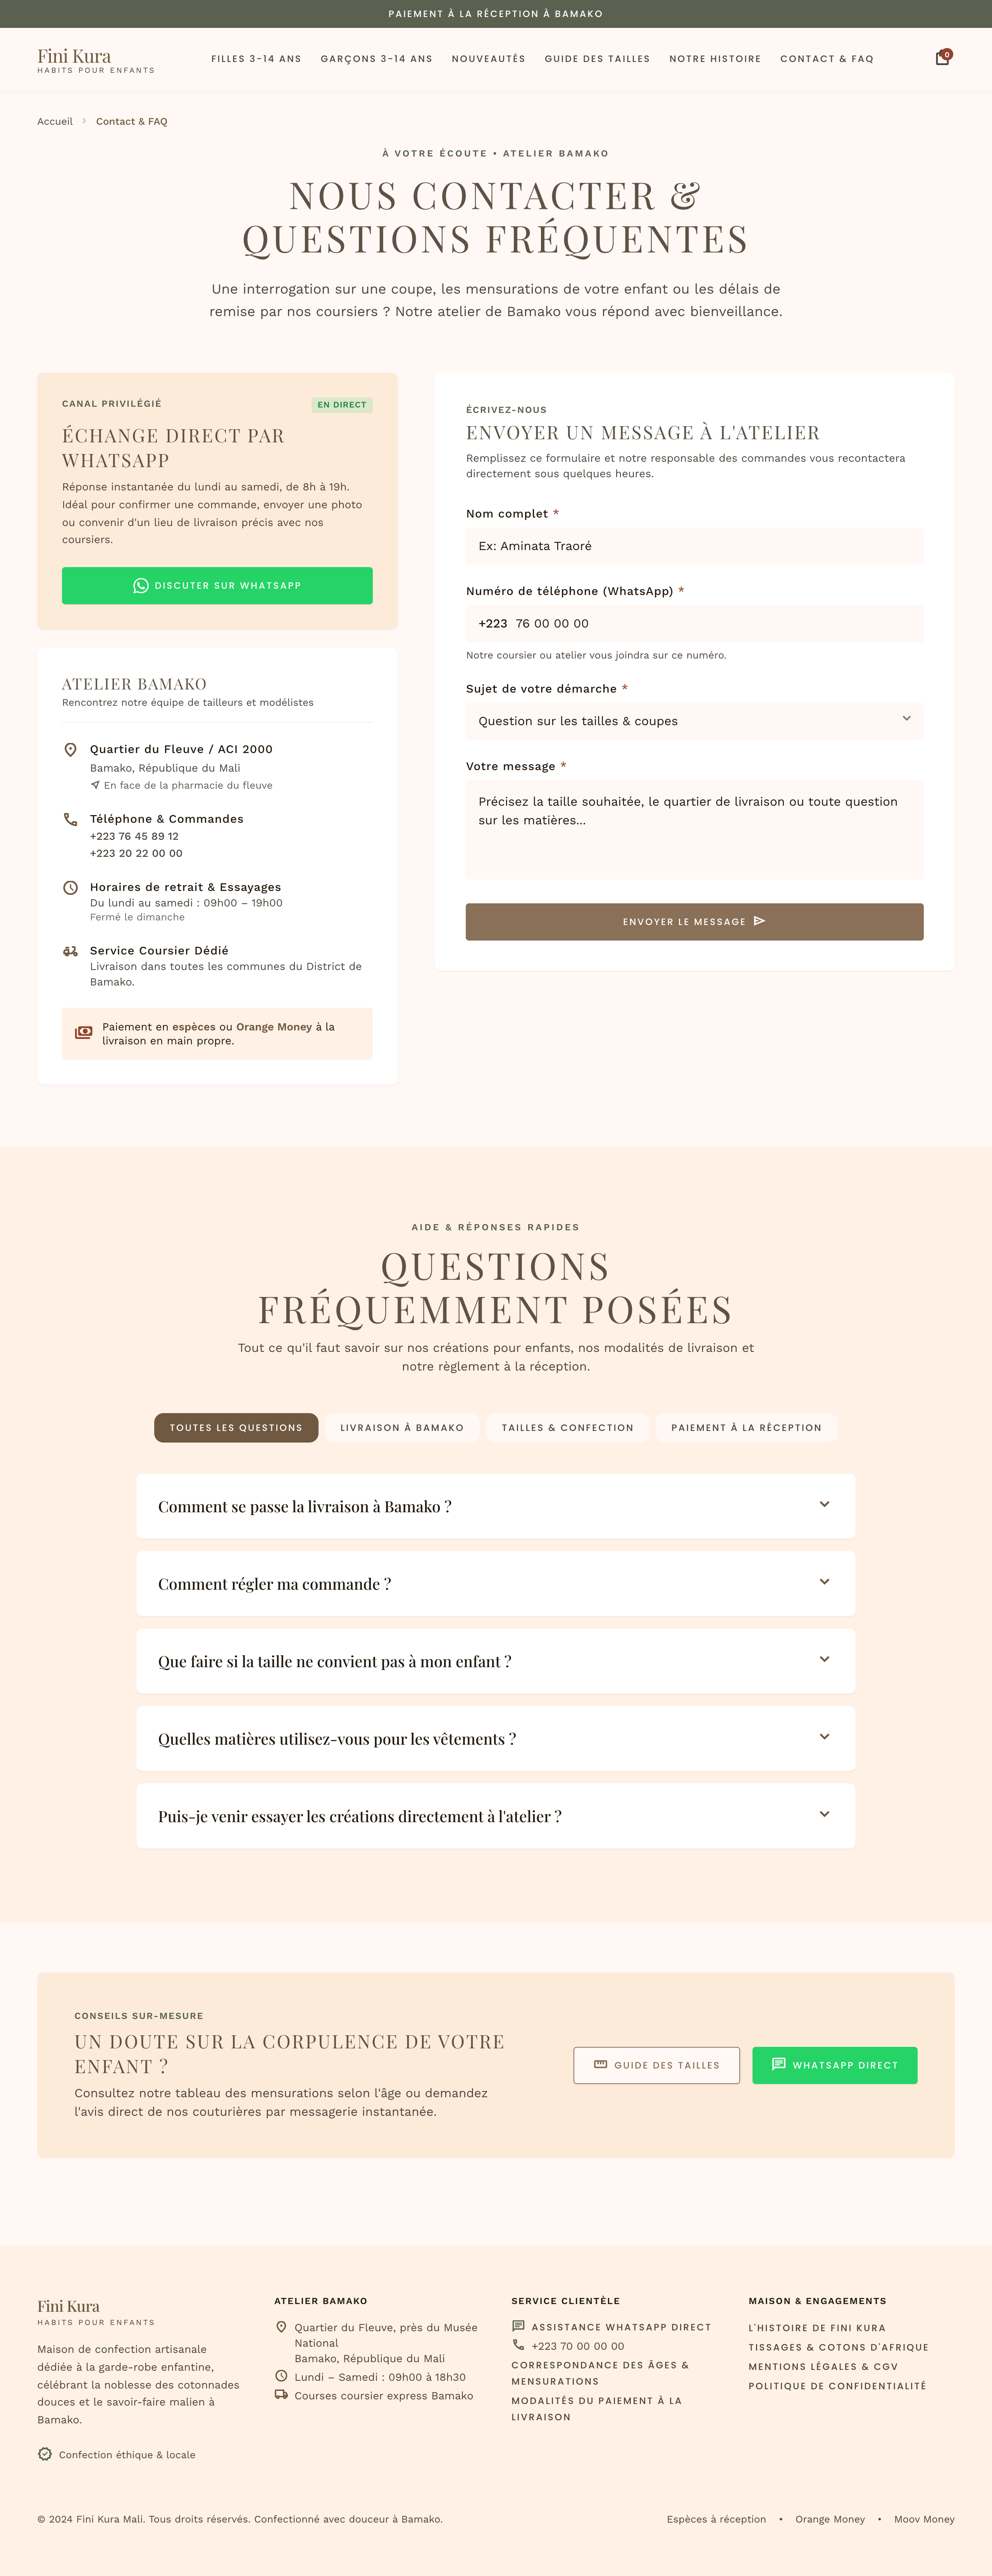 PAIEMENT À LA RÉCEPTION À BAMAKO
Fini Kura
HABITS POUR ENFANTS
FILLES 3-14 ANS
GARÇONS 3-14 ANS
NOUVEAUTÉS
GUIDE DES TAILLES
NOTRE HISTOIRE
CONTACT & FAQ
0
Accueil
Contact & FAQ
À VOTRE ÉCOUTE • ATELIER BAMAKO
NOUS CONTACTER &
QUESTIONS FRÉQUENTES
Une interrogation sur une coupe, les mensurations de votre enfant ou les délais de
remise par nos coursiers ? Notre atelier de Bamako vous répond avec bienveillance.
CANAL PRIVILÉGIÉ
EN DIRECT
ÉCHANGE DIRECT PAR
WHATSAPP
Réponse instantanée du lundi au samedi, de 8h à 19h.
Idéal pour confirmer une commande, envoyer une photo
ou convenir d'un lieu de livraison précis avec nos
coursiers.
DISCUTER SUR WHATSAPP
ATELIER BAMAKO
Rencontrez notre équipe de tailleurs et modélistes
Quartier du Fleuve / ACI 2000
Bamako, République du Mali
En face de la pharmacie du fleuve
Téléphone & Commandes
+223 76 45 89 12
+223 20 22 00 00
Horaires de retrait & Essayages
Du lundi au samedi : 09h00 – 19h00
Fermé le dimanche
Service Coursier Dédié
Livraison dans toutes les communes du District de
Bamako.
Paiement en espèces ou Orange Money à la
livraison en main propre.
ÉCRIVEZ-NOUS
ENVOYER UN MESSAGE À L'ATELIER
Remplissez ce formulaire et notre responsable des commandes vous recontactera
directement sous quelques heures.
Nom complet *
Ex: Aminata Traoré
Numéro de téléphone (WhatsApp) *
+223 76 00 00 00
Notre coursier ou atelier vous joindra sur ce numéro.
Sujet de votre démarche *
Question sur les tailles & coupes
Votre message *
Précisez la taille souhaitée, le quartier de livraison ou toute question
sur les matières...
ENVOYER LE MESSAGE
AIDE & RÉPONSES RAPIDES
QUESTIONS
FRÉQUEMMENT POSÉES
Tout ce qu'il faut savoir sur nos créations pour enfants, nos modalités de livraison et
notre règlement à la réception.
TOUTES LES QUESTIONS
LIVRAISON À BAMAKO
TAILLES & CONFECTION
PAIEMENT À LA RÉCEPTION
Comment se passe la livraison à Bamako ?
Comment régler ma commande ?
Que faire si la taille ne convient pas à mon enfant ?
Quelles matières utilisez-vous pour les vêtements ?
Puis-je venir essayer les créations directement à l'atelier ?
CONSEILS SUR-MESURE
UN DOUTE SUR LA CORPULENCE DE VOTRE
ENFANT ?
Consultez notre tableau des mensurations selon l'âge ou demandez
l'avis direct de nos couturières par messagerie instantanée.
GUIDE DES TAILLES
WHATSAPP DIRECT
Fini Kura
HABITS POUR ENFANTS
Maison de confection artisanale
dédiée à la garde-robe enfantine,
célébrant la noblesse des cotonnades
douces et le savoir-faire malien à
Bamako.
Confection éthique & locale
ATELIER BAMAKO
Quartier du Fleuve, près du Musée
National
Bamako, République du Mali
Lundi – Samedi : 09h00 à 18h30
Courses coursier express Bamako
SERVICE CLIENTÈLE
ASSISTANCE WHATSAPP DIRECT
+223 70 00 00 00
CORRESPONDANCE DES ÂGES &
MENSURATIONS
MODALITÉS DU PAIEMENT À LA
LIVRAISON
MAISON & ENGAGEMENTS
L'HISTOIRE DE FINI KURA
TISSAGES & COTONS D'AFRIQUE
MENTIONS LÉGALES & CGV
POLITIQUE DE CONFIDENTIALITÉ
© 2024 Fini Kura Mali. Tous droits réservés. Confectionné avec douceur à Bamako.
Espèces à réception • Orange Money • Moov Money